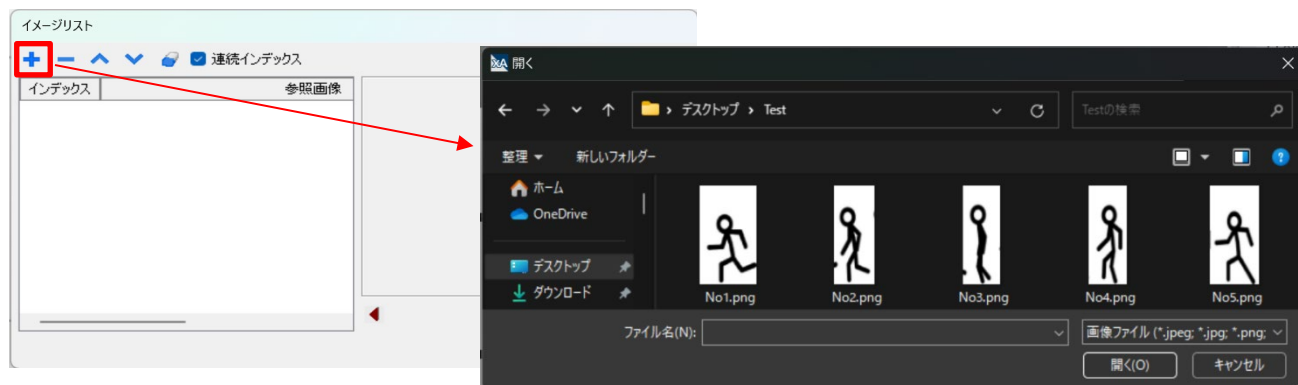 イメージリスト
連続インデックス
インデックス 参照画像
開く
デスクトップ › Test
Testの検索
整理
新しいフォルダー
ホーム
OneDrive
デスクトップ
ダウンロード
No1.png
No2.png
No3.png
No4.png
No5.png
ファイル名(N):
画像ファイル (*.jpeg; *.jpg; *.png;
開く(O)
キャンセル